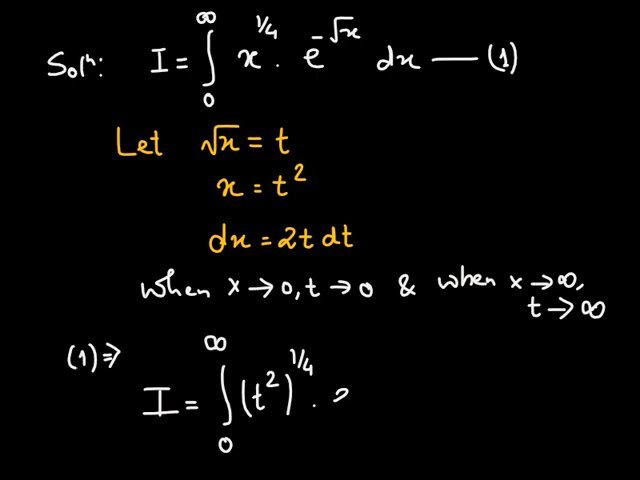 Solⁿ: I = ∫₀^∞ x^{1/4} . e^{-√x} dx — (1)
Let √x = t
x = t²
dx = 2t dt
when x → 0, t → 0 & when x → ∞,
t → ∞
(1) ⇒
I = ∫₀^∞ (t²)^{1/4} .